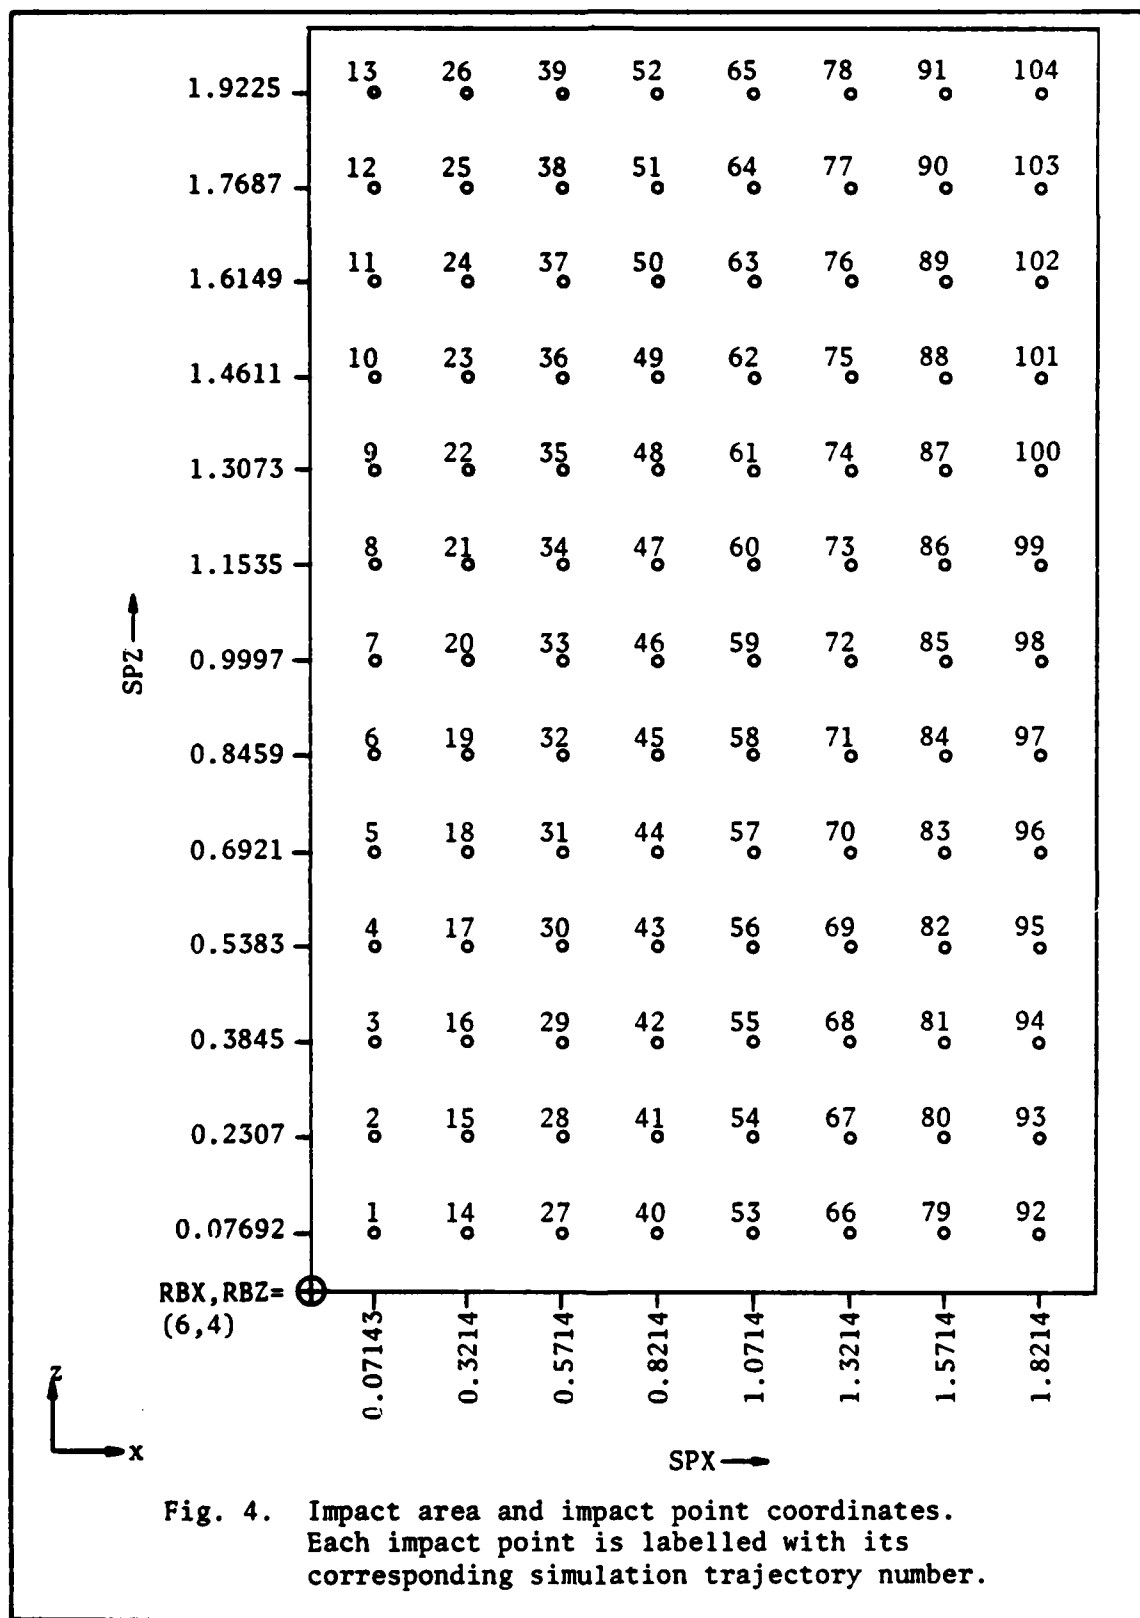 13 26 39 52 65 78 91 104
1.9225
12 25 38 51 64 77 90 103
1.7687
11 24 37 50 63 76 89 102
1.6149
10 23 36 49 62 75 88 101
1.4611
9 22 35 48 61 74 87 100
1.3073
8 21 34 47 60 73 86 99
1.1535
SPZ
7 20 33 46 59 72 85 98
0.9997
6 19 32 45 58 71 84 97
0.8459
5 18 31 44 57 70 83 96
0.6921
4 17 30 43 56 69 82 95
0.5383
3 16 29 42 55 68 81 94
0.3845
2 15 28 41 54 67 80 93
0.2307
1 14 27 40 53 66 79 92
0.07692
RBX,RBZ=
(6,4)
0.07143
0.3214
0.5714
0.8214
1.0714
1.3214
1.5714
1.8214
z
x
SPX
Fig. 4. Impact area and impact point coordinates.
Each impact point is labelled with its
corresponding simulation trajectory number.